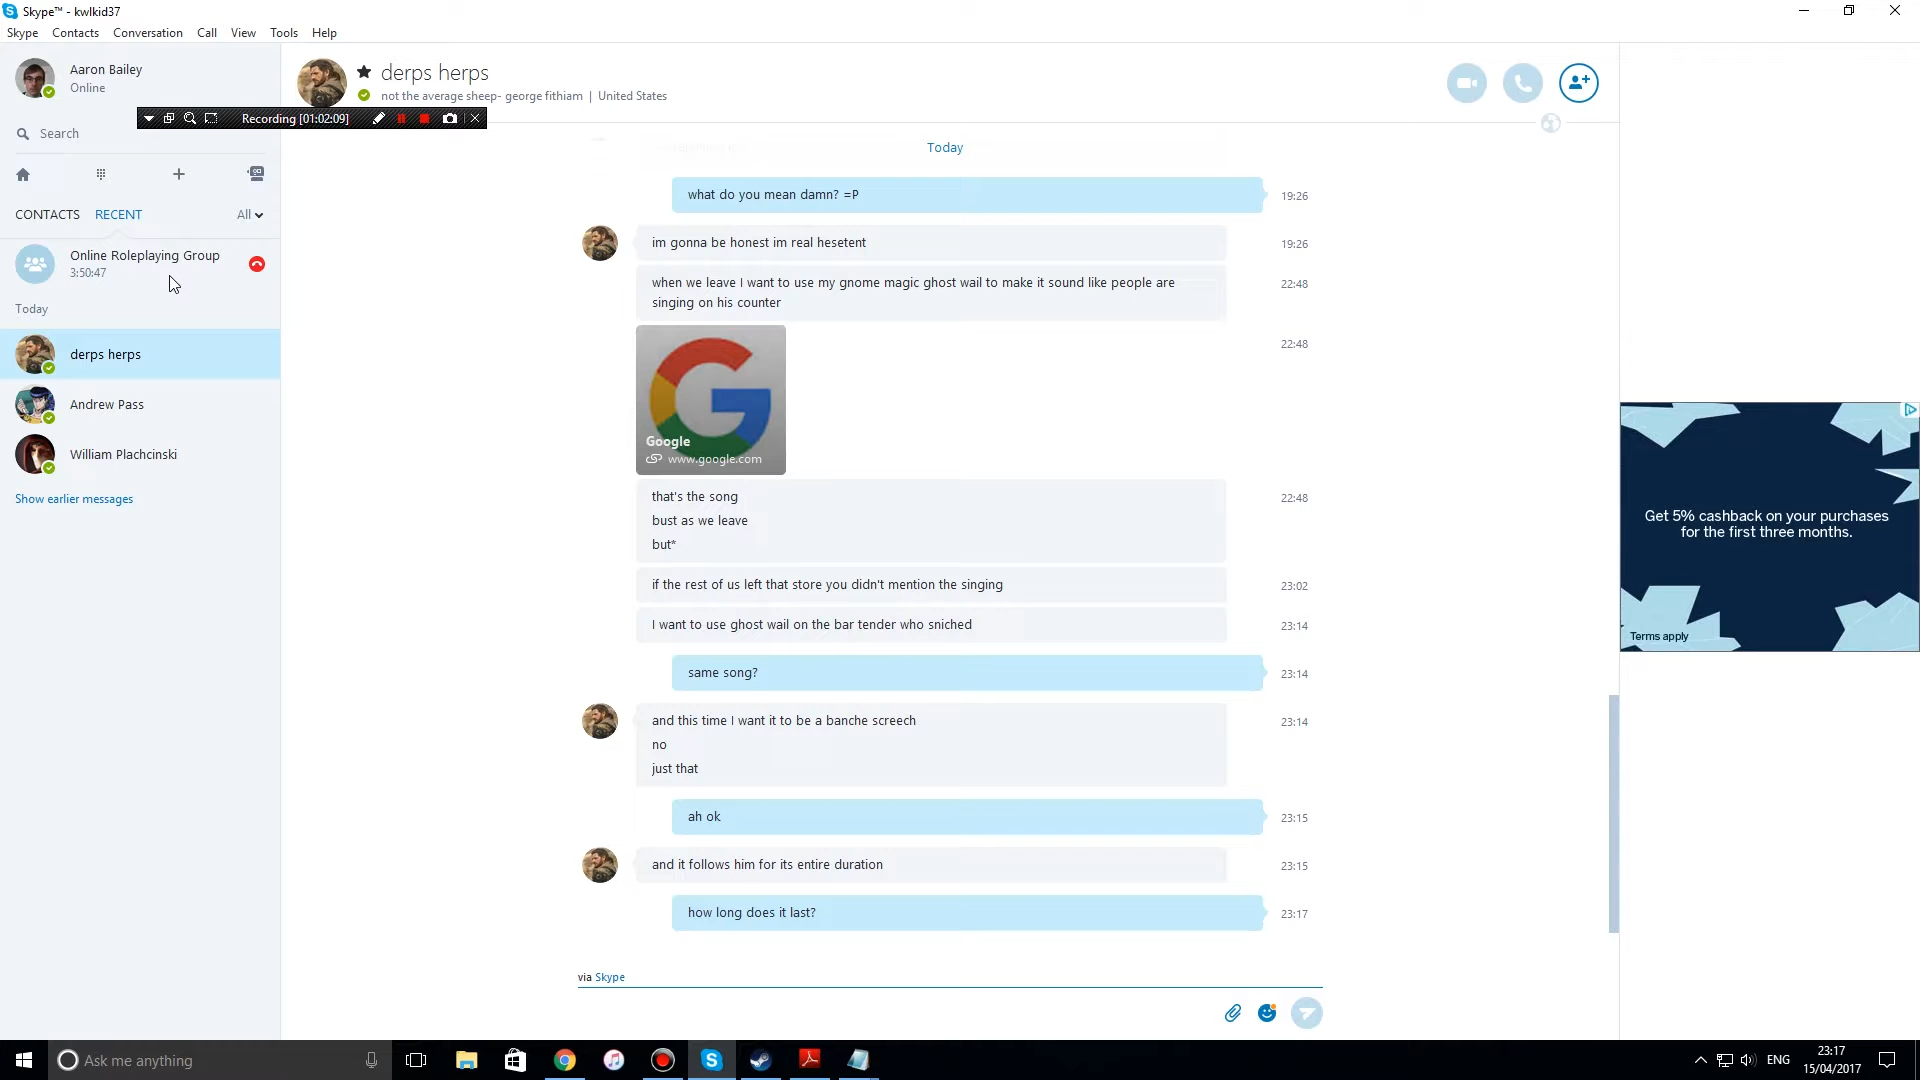 Skype™ - kwlkid37
Skype Contacts Conversation Call View Tools Help
Aaron Bailey
Online
derps herps
not the average sheep- george fithiam | United States
Recording [01:02:09]
Search
CONTACTS RECENT All
Online Roleplaying Group
3:50:47
Today
derps herps
Andrew Pass
William Plachcinski
Show earlier messages
Today
what do you mean damn? =P 19:26
im gonna be honest im real hesetent 19:26
when we leave I want to use my gnome magic ghost wail to make it sound like people are 22:48
singing on his counter
22:48
Google
www.google.com
that's the song 22:48
bust as we leave
but*
if the rest of us left that store you didn't mention the singing 23:02
I want to use ghost wail on the bar tender who sniched 23:14
same song? 23:14
and this time I want it to be a banche screech 23:14
no
just that
ah ok 23:15
and it follows him for its entire duration 23:15
how long does it last? 23:17
via Skype
Get 5% cashback on your purchases
for the first three months.
Terms apply
Ask me anything
ENG
23:17
15/04/2017